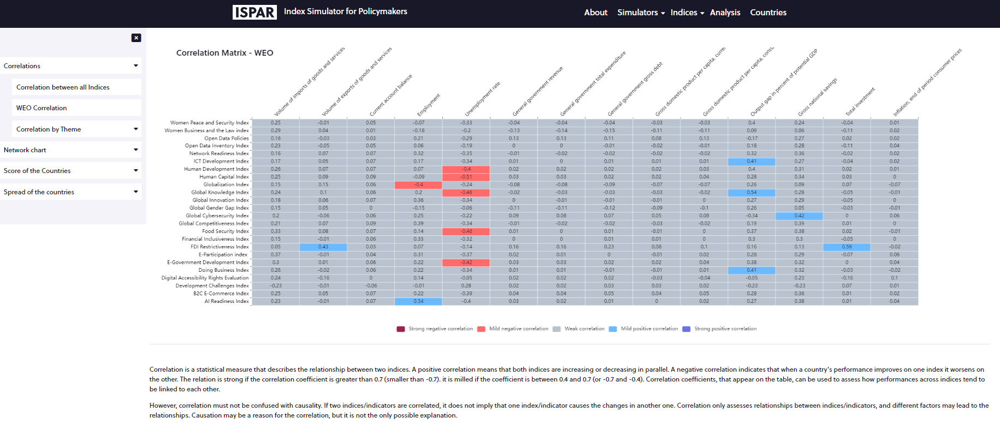 ISPAR Index Simulator for Policymakers
About Simulators Indices Analysis Countries
Correlations
Correlation between all Indices
WEO Correlation
Correlation by Theme
Network chart
Score of the Countries
Spread of the countries
Correlation Matrix - WEO
Volume of imports of goods and services
Volume of exports of goods and services
Current account balance
Employment
Unemployment rate
General government revenue
General government total expenditure
General government gross debt
Gross domestic product per capita, curre
Gross domestic product per capita, const
Output gap in percent of potential GDP
Gross national savings
Total investment
Inflation, end of period consumer prices
Women Peace and Security Index 0.25 -0.01 0.05 -0.07 -0.33 -0.04 -0.04 -0.04 -0.03 -0.03 0.4 0.24 -0.04 0.01
Women Business and the Law index 0.29 0.04 0.01 -0.18 -0.2 -0.13 -0.14 -0.15 -0.11 -0.11 0.09 0.06 -0.11 0.02
Open Data Policies 0.16 -0.03 0.03 0.21 -0.29 0.13 0.13 0.11 0.08 0.13 -0.17 0.27 0.02 0.02
Open Data Inventory Index 0.23 -0.05 0.05 0.06 -0.19 0 0 -0.01 -0.02 -0.01 0.18 0.28 -0.11 0.04
Network Readiness Index 0.16 0.07 0.07 0.32 -0.35 -0.01 -0.02 -0.02 -0.02 -0.02 0.32 0.36 -0.02 0.02
ICT Development Index 0.17 0.05 0.07 0.17 -0.34 0.01 0 0.01 0.01 0.01 0.41 0.27 -0.04 0.02
Human Development Index 0.26 0.07 0.07 0.07 -0.4 0.02 0.02 0.02 0.02 0.03 0.4 0.31 0.02 0.01
Human Capital Index 0.25 0.09 0.09 -0.09 -0.51 0.03 0.03 0.02 0.02 0.04 0.28 0.34 0.03 0
Globalization Index 0.15 0.15 0.06 -0.4 -0.24 -0.08 -0.08 -0.09 -0.07 -0.07 0.26 0.09 0.07 -0.07
Global Knowledge Index 0.24 0.1 0.06 0.2 -0.46 -0.02 -0.03 -0.03 -0.03 -0.02 0.54 0.28 -0.05 -0.01
Global Innovation Index 0.18 0.06 0.07 0.36 -0.34 0 -0.01 -0.01 -0.01 0 0.27 0.29 -0.05 0
Global Gender Gap Index 0.15 0.05 0 -0.15 -0.06 -0.11 -0.11 -0.12 -0.09 -0.1 0.26 0.05 -0.03 -0.01
Global Cybersecurity Index 0.2 -0.06 0.06 0.25 -0.22 0.09 0.08 0.07 0.05 0.08 -0.34 0.42 0 0.06
Global Competitiveness Index 0.21 0.07 0.09 0.39 -0.34 -0.01 -0.02 -0.02 -0.03 -0.02 0.19 0.39 0.01 0
Food Security Index 0.33 0.08 0.07 0.14 -0.46 0.01 0 0.01 -0.01 0 0.37 0.38 0.02 -0.01
Financial Inclusiveness Index 0.15 -0.01 0.06 0.33 -0.32 0 0 0.01 0.01 0 0.3 0.3 -0.05 0
FDI Restrictiveness Index 0.05 0.43 0.03 0.07 -0.14 0.16 0.16 0.23 0.08 0.1 0.16 0.13 0.59 -0.02
E-Participation index 0.37 -0.01 0.04 0.31 -0.37 0.02 0.01 0 -0.01 0.02 0.28 0.29 -0.07 0.06
E-Government Development Index 0.3 0.01 0.06 0.22 -0.42 0.03 0.03 0.02 0.02 0.04 0.38 0.32 0 0.04
Doing Business Index 0.26 -0.02 0.06 0.22 -0.34 0.01 0.01 -0.01 -0.01 0.01 0.41 0.32 -0.03 -0.02
Digital Accessibility Rights Evaluation 0.24 -0.16 0 0.14 -0.05 0.02 0.02 0.02 -0.03 -0.04 -0.05 0.23 -0.16 0.1
Development Challenges Index -0.23 -0.01 -0.06 -0.01 0.28 0.02 0.02 0.03 0.03 0.02 -0.23 -0.23 0.07 0.01
B2C E-Commerce Index 0.25 0.05 0.07 0.22 -0.39 0.04 0.04 0.05 0.04 0.05 0.28 0.36 0.01 0.02
AI Readiness Index 0.23 -0.01 0.07 0.54 -0.4 0.03 0.02 0.01 0 0.02 0.27 0.38 0.01 0.04
Strong negative correlation Mild negative correlation Weak correlation Mild positive correlation Strong positive correlation
Correlation is a statistical measure that describes the relationship between two indices. A positive correlation means that both indices are increasing or decreasing in parallel. A negative correlation indicates that when a country's performance improves on one index it worsens on
the other. The relation is strong if the correlation coefficient is greater than 0.7 (smaller than -0.7). it is milled if the coefficient is between 0.4 and 0.7 (or -0.7 and -0.4). Correlation coefficients, that appear on the table, can be used to assess how performances across indices tend to
be linked to each other.
However, correlation must not be confused with causality. If two indices/indicators are correlated, it does not imply that one index/indicator causes the changes in another one. Correlation only assesses relationships between indices/indicators, and different factors may lead to the
relationships. Causation may be a reason for the correlation, but it is not the only possible explanation.